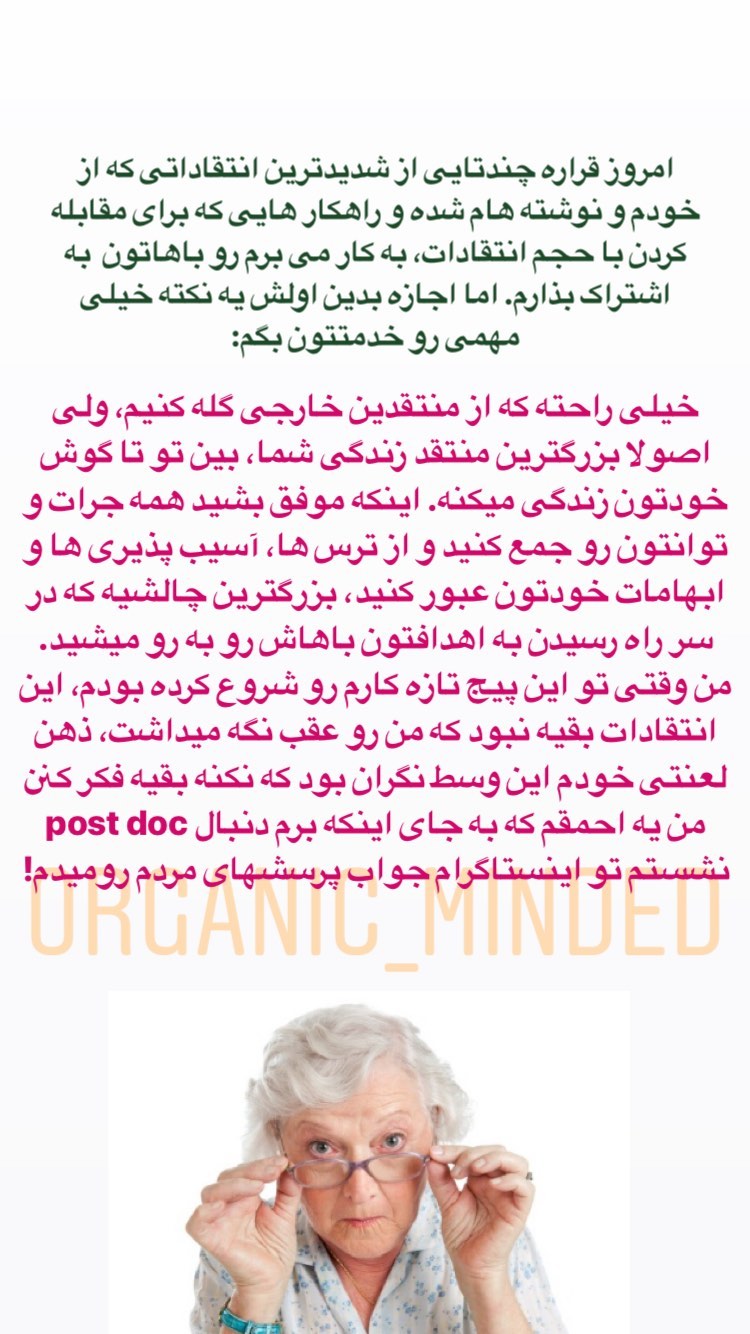 امروز قراره چندتایی از شدیدترین انتقاداتی که از
خودم و نوشته هام شده و راهکار هایی که برای مقابله
کردن با حجم انتقادات، به کار می برم رو باهاتون به
اشتراک بذارم. اما اجازه بدین اولش یه نکته خیلی
مهمی رو خدمتتون بگم:
خیلی راحته که از منتقدین خارجی گله کنیم، ولی
اصولا بزرگترین منتقد زندگی شما، بین تو تا گوش
خودتون زندگی میکنه. اینکه موفق بشید همه جرات و
توانتون رو جمع کنید و از ترس ها، آسیب پذیری ها و
ابهامات خودتون عبور کنید، بزرگترین چالشیه که در
سر راه رسیدن به اهدافتون باهاش رو به رو میشید.
من وقتی تو این پیج تازه کارم رو شروع کرده بودم، این
انتقادات بقیه نبود که من رو عقب نگه میداشت، ذهن
لعنتی خودم این وسط نگران بود که نکنه بقیه فکر کنن
من یه احمقم که به جای اینکه برم دنبال post doc
نشستم تو اینستاگرام جواب پرسشهای مردم رو میدم!
ORGANIC_MINDED